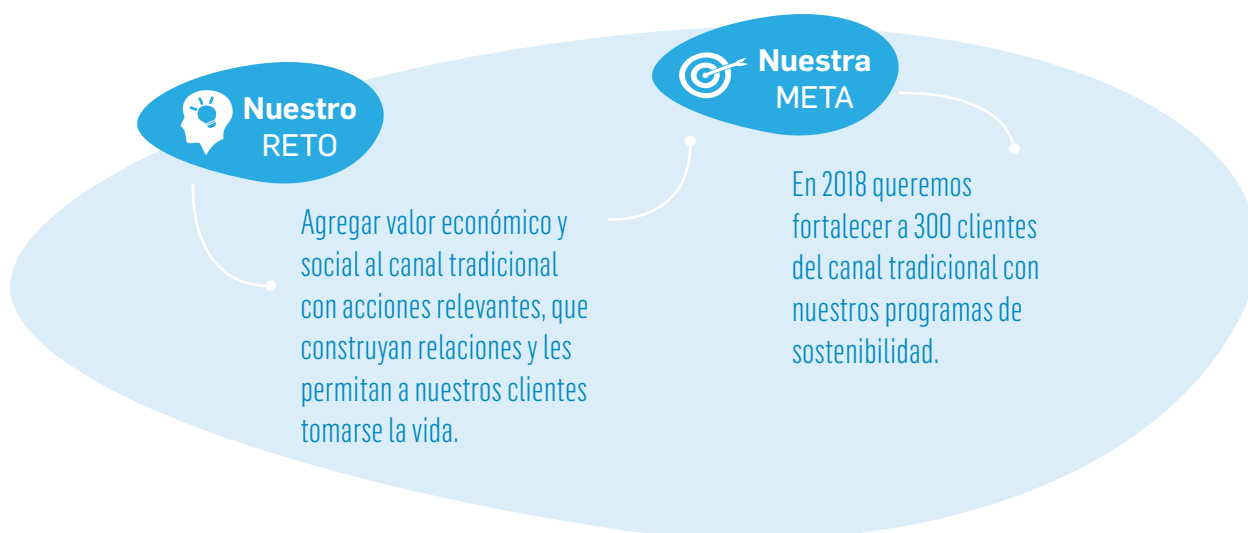 Nuestro
RETO
Agregar valor económico y
social al canal tradicional
con acciones relevantes, que
construyan relaciones y les
permitan a nuestros clientes
tomarse la vida.
Nuestra
META
En 2018 queremos
fortalecer a 300 clientes
del canal tradicional con
nuestros programas de
sostenibilidad.